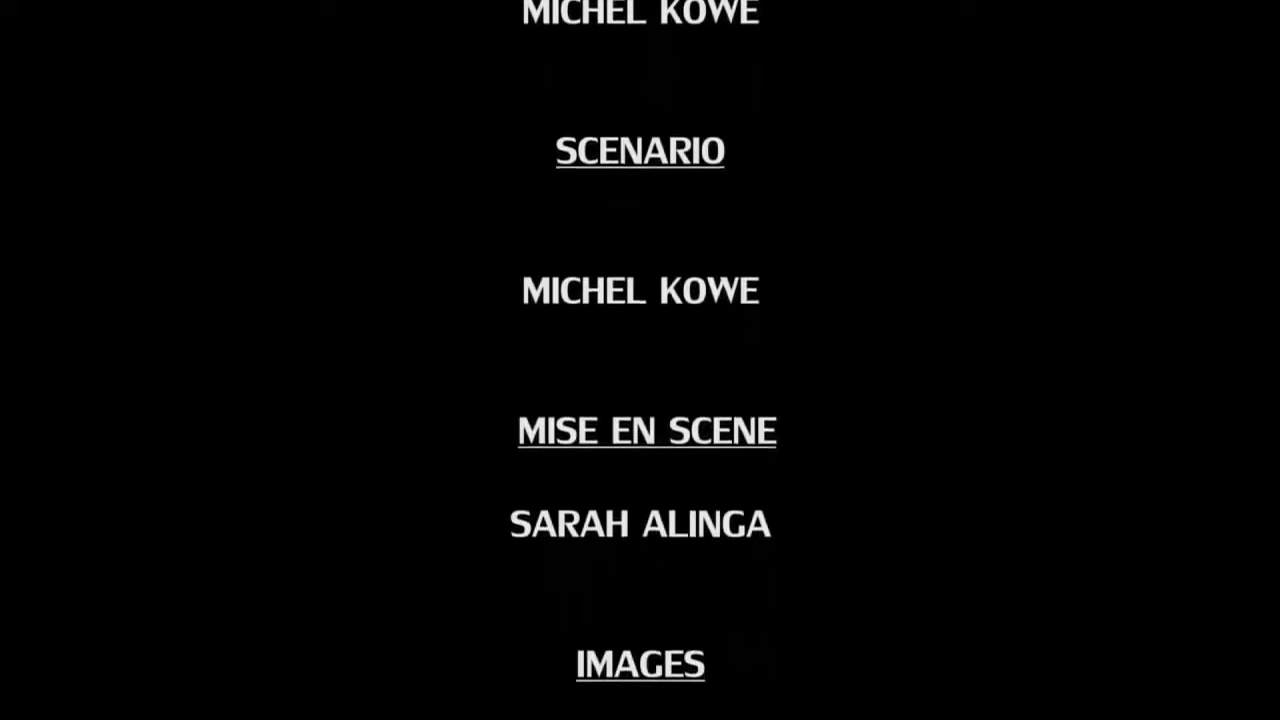 MICHEL KOWE
SCENARIO
MICHEL KOWE
MISE EN SCENE
SARAH ALINGA
IMAGES